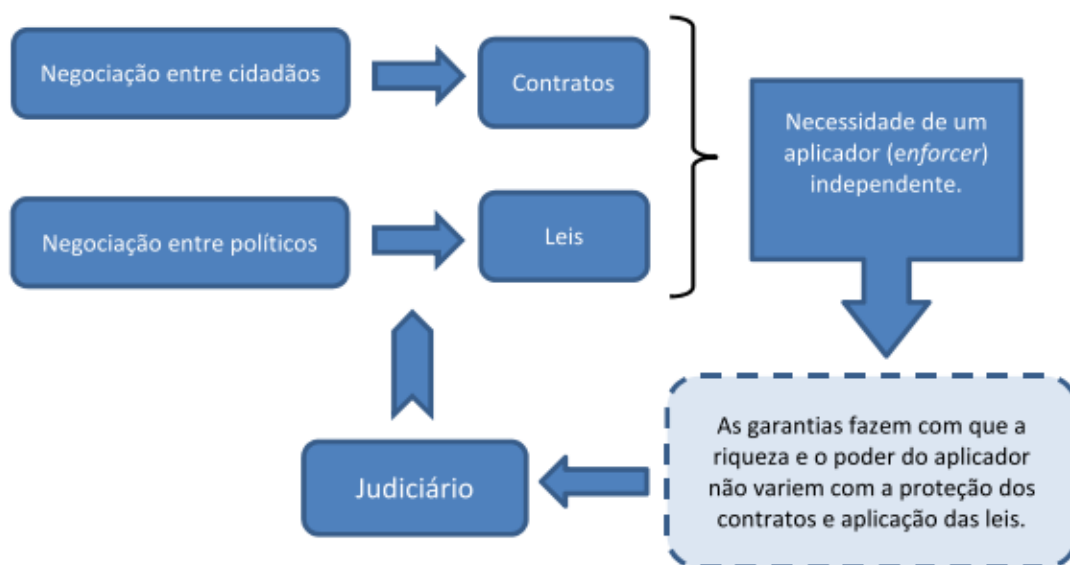 Negociação entre cidadãos
Contratos
Necessidade de um
aplicador (enforcer)
independente.
Negociação entre políticos
Leis
As garantias fazem com que a
riqueza e o poder do aplicador
não variem com a proteção dos
contratos e aplicação das leis.
Judiciário